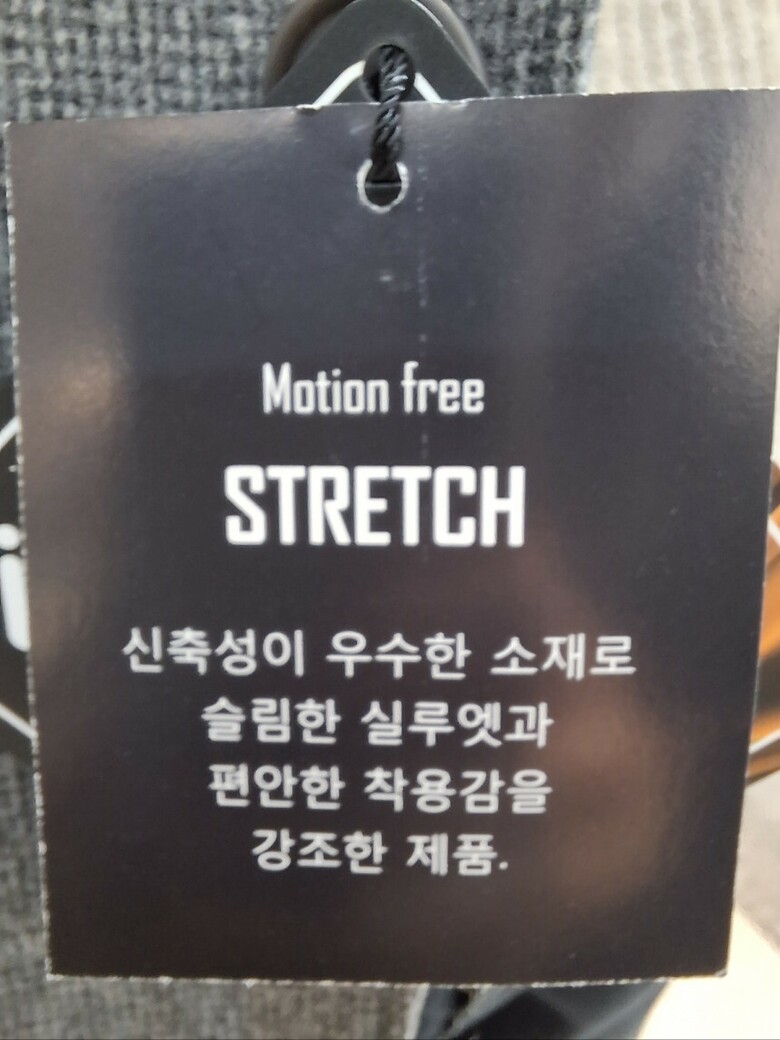 Motion free
STRETCH
신축성이 우수한 소재로
슬림한 실루엣과
편안한 착용감을
강조한 제품.